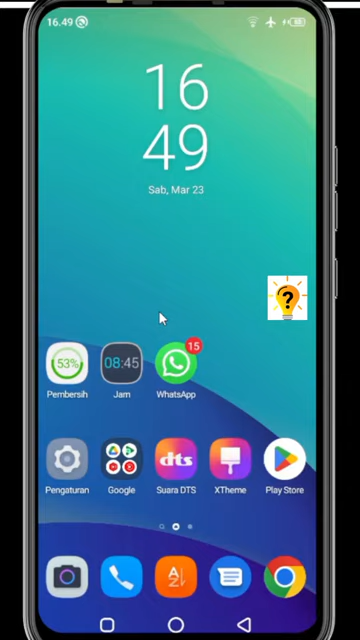 16.49
16
49
Sab, Mar 23
?
53%
08:45
15
Pembersih
Jam
WhatsApp
dts
Pengaturan
Google
Suara DTS
XTheme
Play Store
A
Z